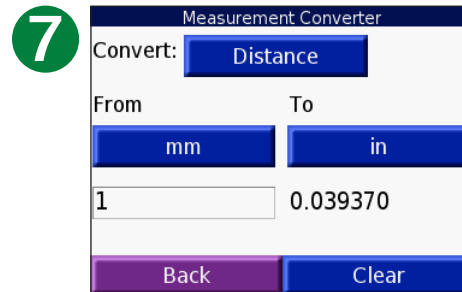 7
Measurement Converter
Convert: Distance
From To
mm in
1 0.039370
Back Clear